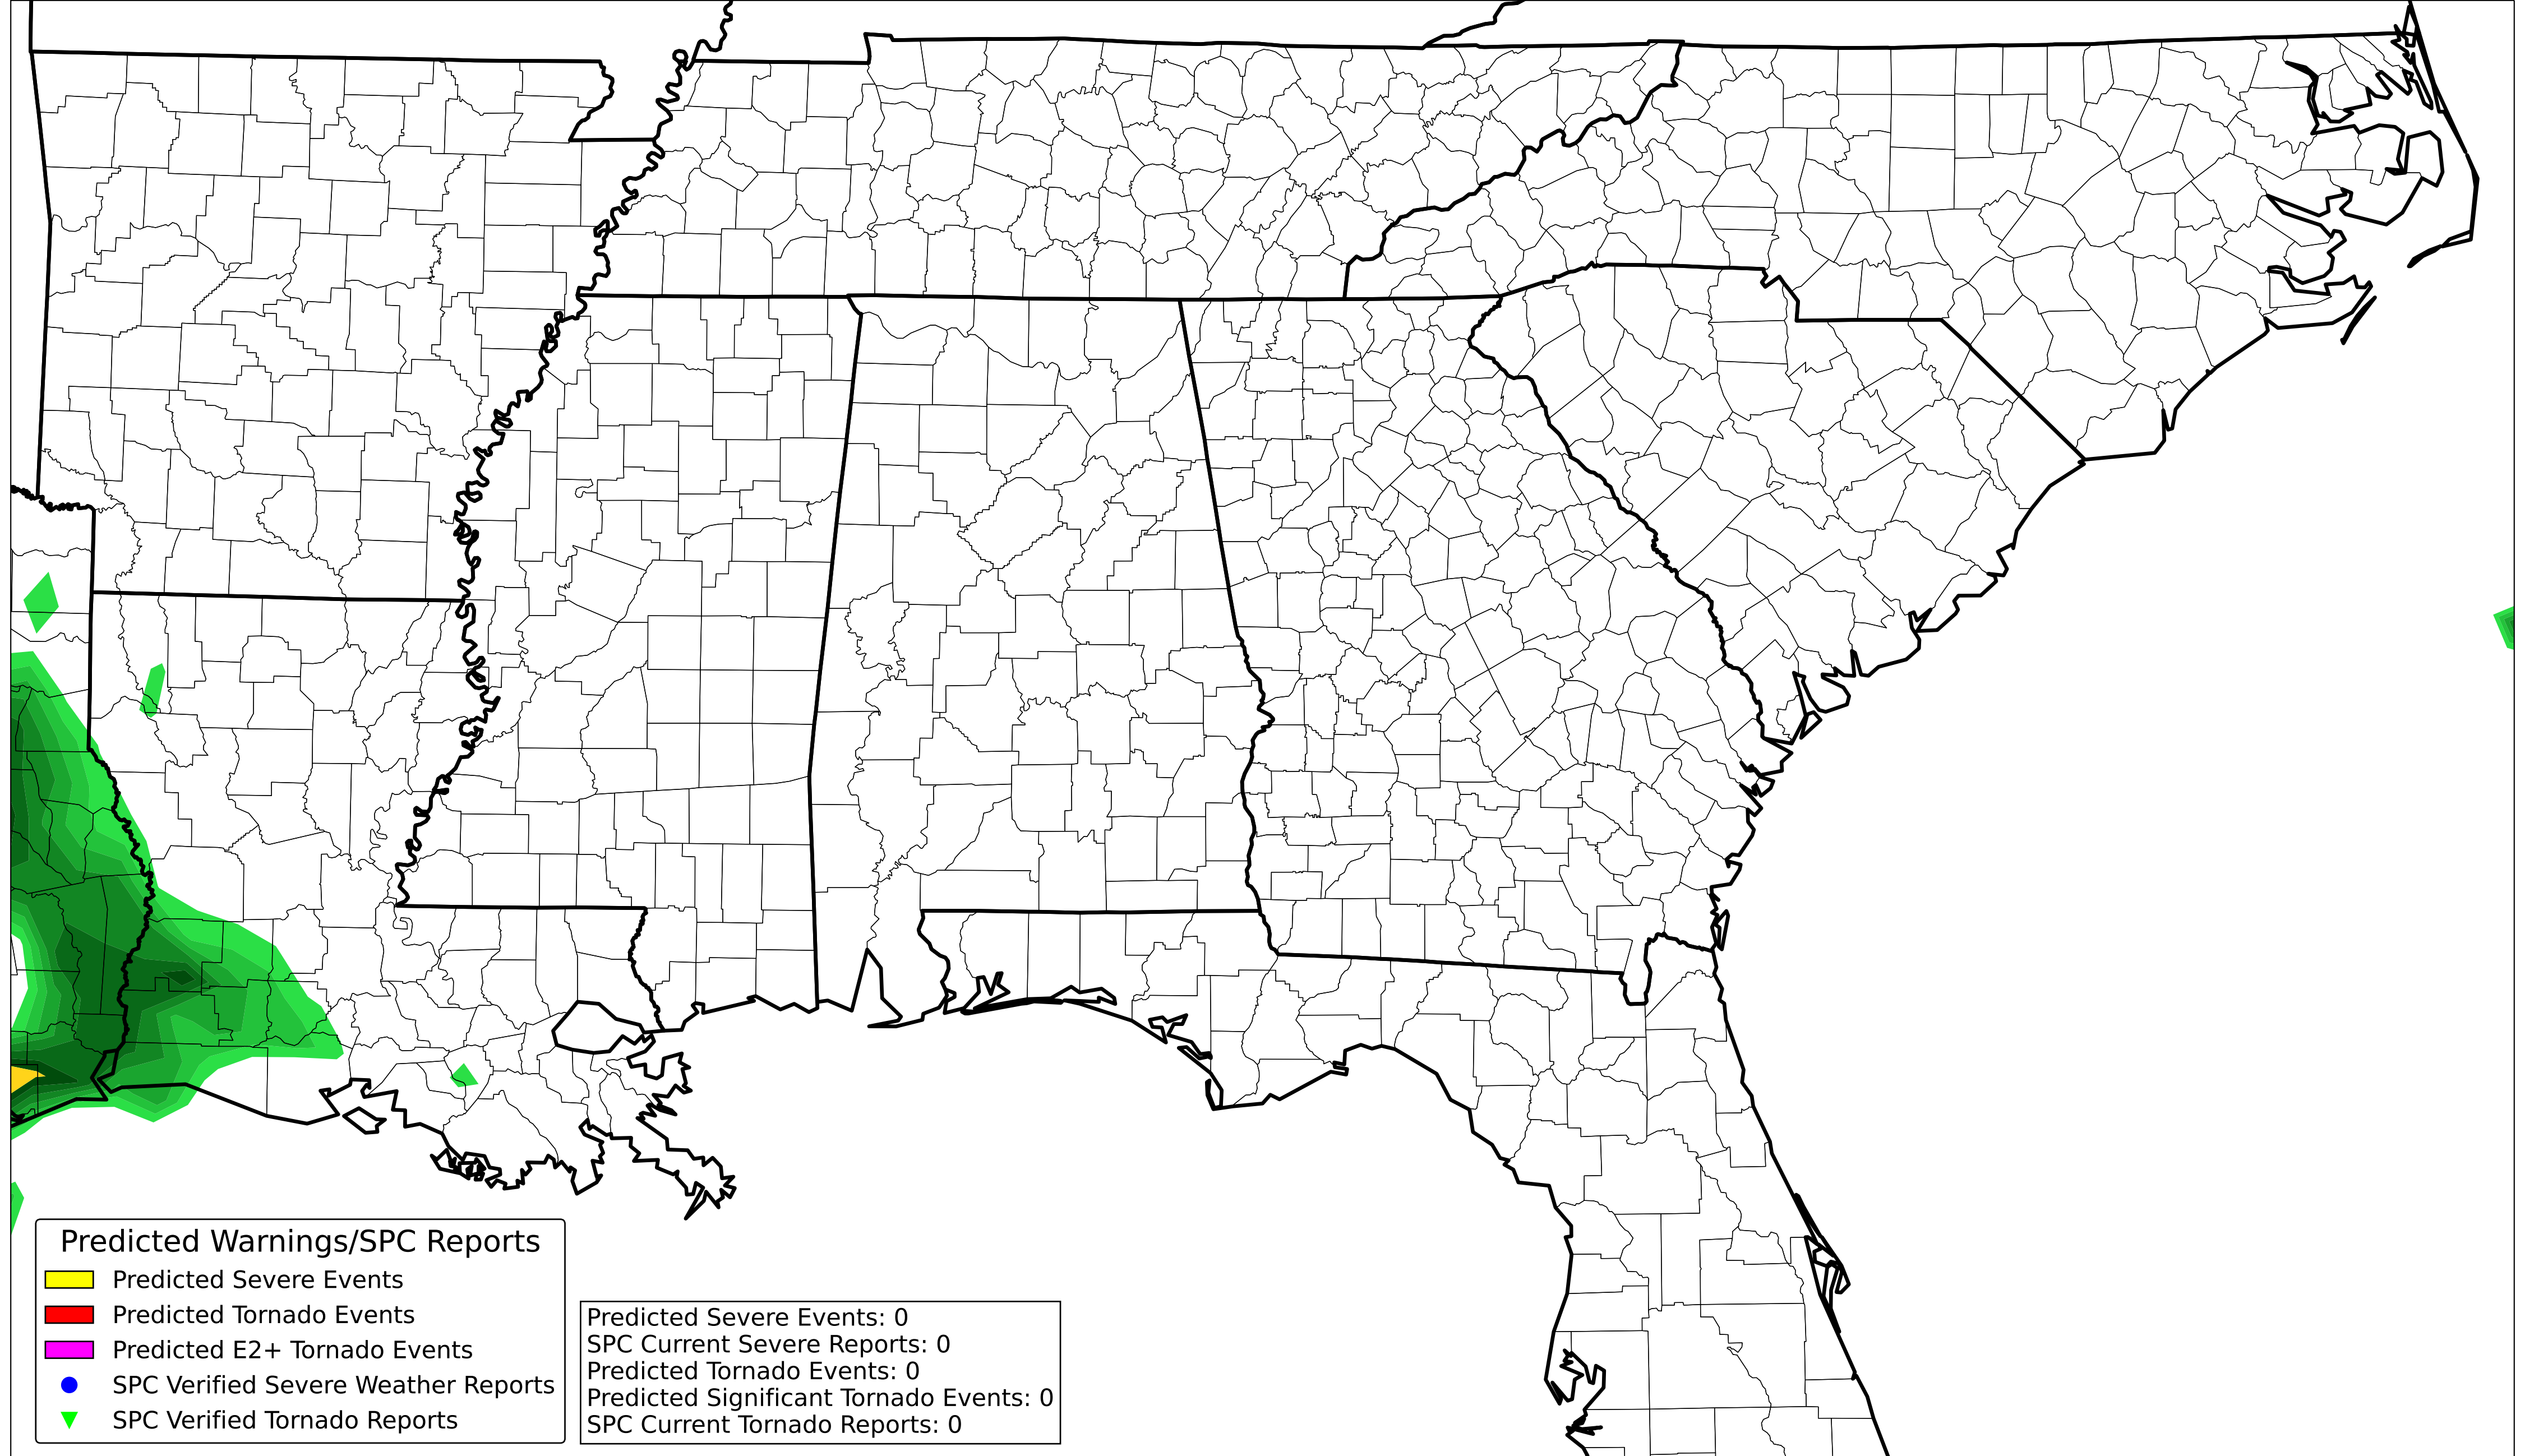 Predicted Warnings/SPC Reports
Predicted Severe Events
Predicted Tornado Events
Predicted E2+ Tornado Events
SPC Verified Severe Weather Reports
SPC Verified Tornado Reports
Predicted Severe Events: 0
SPC Current Severe Reports: 0
Predicted Tornado Events: 0
Predicted Significant Tornado Events: 0
SPC Current Tornado Reports: 0